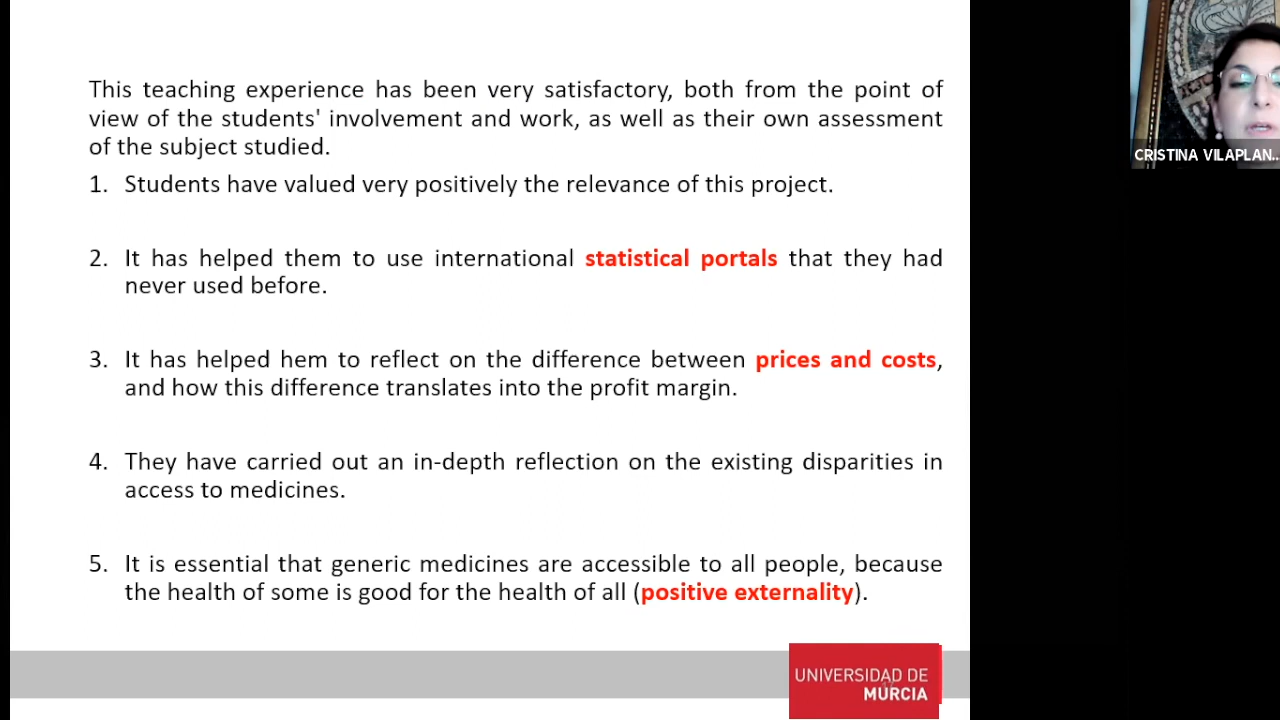 This teaching experience has been very satisfactory, both from the point of
view of the students' involvement and work, as well as their own assessment
of the subject studied.
1. Students have valued very positively the relevance of this project.
2. It has helped them to use international statistical portals that they had
never used before.
3. It has helped hem to reflect on the difference between prices and costs,
and how this difference translates into the profit margin.
4. They have carried out an in-depth reflection on the existing disparities in
access to medicines.
5. It is essential that generic medicines are accessible to all people, because
the health of some is good for the health of all (positive externality).
UNIVERSIDAD DE
MURCIA
CRISTINA VILAPLAN...